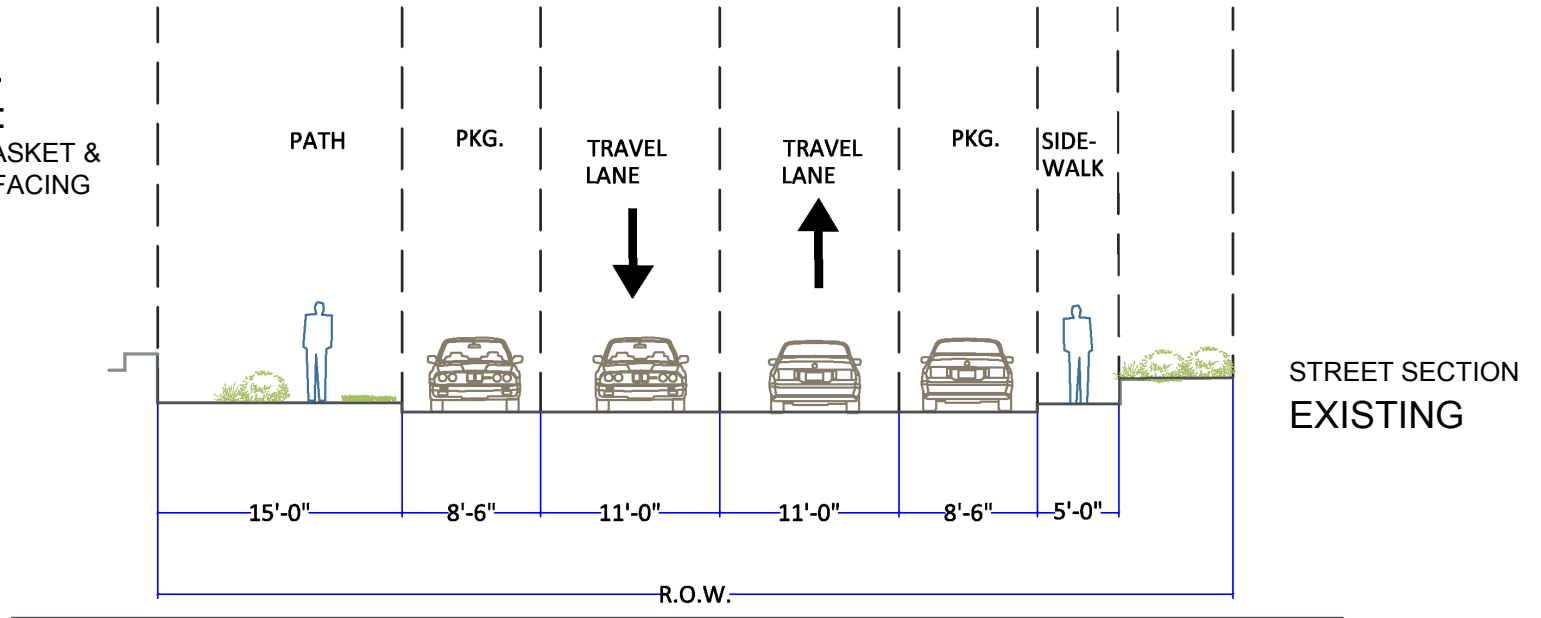 ASKET &
FACING
PATH
PKG.
TRAVEL
LANE
TRAVEL
LANE
PKG.
SIDE-
WALK
STREET SECTION
EXISTING
15'-0"
8'-6"
11'-0"
11'-0"
8'-6"
5'-0"
R.O.W.